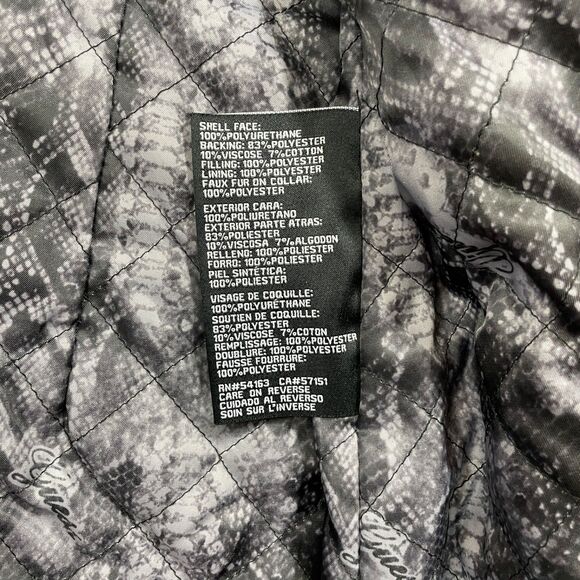 SHELL FACE:
100%POLYURETHANE
BACKING: 83%POLYESTER
10%VISCOSE 7%COTTON
FILLING: 100%POLYESTER
LINING: 100%POLYESTER
FAUX FUR ON COLLAR:
100%POLYESTER
EXTERIOR CARA:
100%POLIURETANO
EXTERIOR PARTE ATRAS:
83%POLIESTER
10%VISCOSA 7%ALGODON
RELLENO: 100%POLIESTER
FORRO: 100%POLIESTER
PIEL SINTÉTICA:
100%POLIESTER
VISAGE DE COQUILLE:
100%POLYURÉTHANE
SOUTIEN DE COQUILLE:
83%POLYESTER
10%VISCOSE 7%COTON
REMPLISSAGE: 100%POLYESTER
DOUBLURE: 100%POLYESTER
FAUSSE FOURRURE:
100%POLYESTER
RN#54163 CA#57151
CARE ON REVERSE
CUIDADO AL REVERSO
SOIN SUR L'INVERSE
Guess